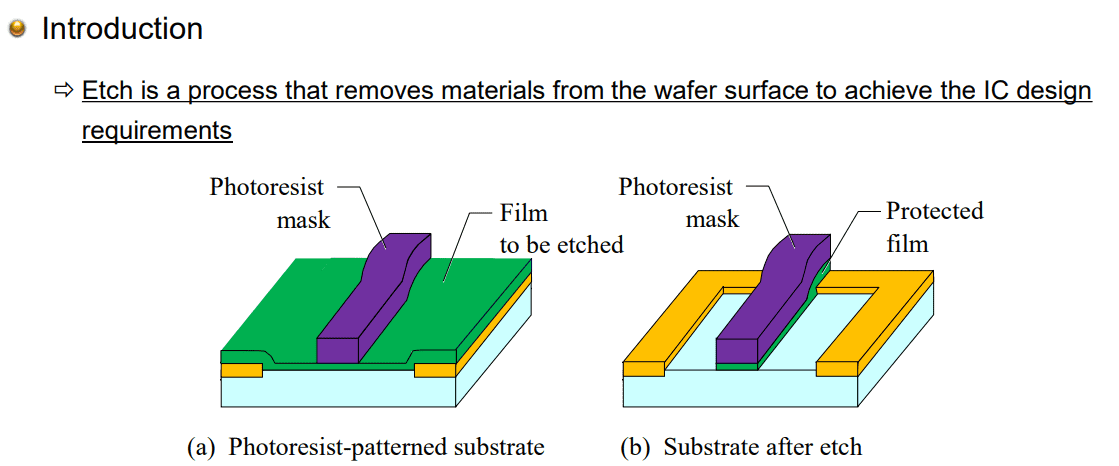 Introduction
⇨ Etch is a process that removes materials from the wafer surface to achieve the IC design
requirements
Photoresist
mask
Film
to be etched
Photoresist
mask
Protected
film
(a) Photoresist-patterned substrate
(b) Substrate after etch